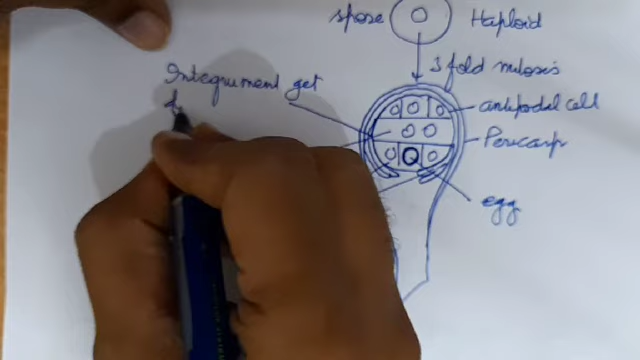 spore
Haploid
3 fold mitosis
Integument get
antipodal cell
Pericarp
egg